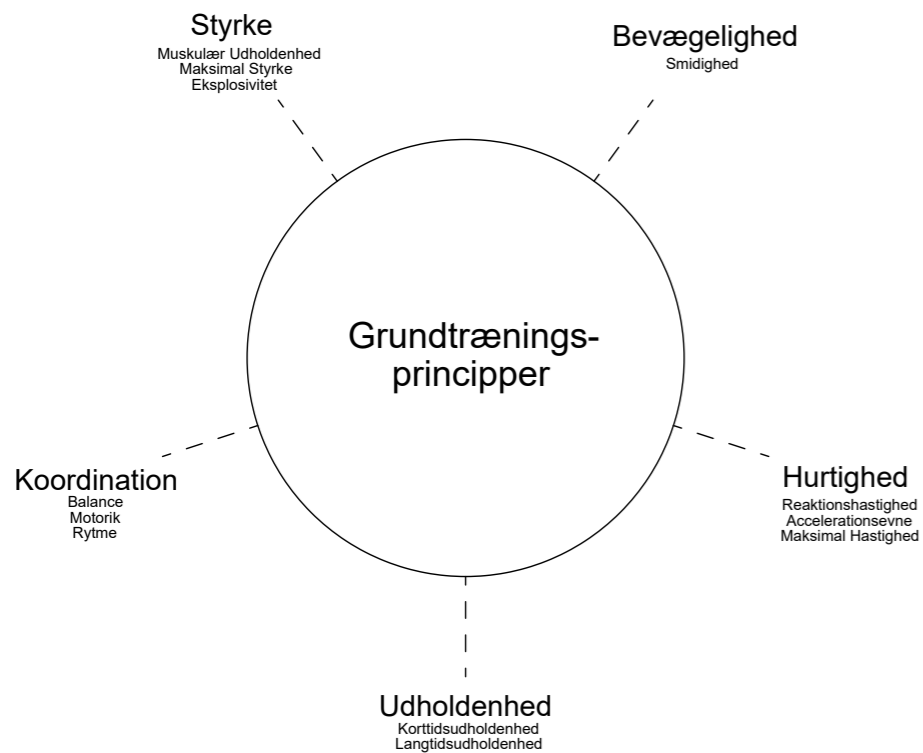 Styrke
Muskulær Udholdenhed
Maksimal Styrke
Eksplosivitet
Bevægelighed
Smidighed
Grundtrænings-
principper
Koordination
Balance
Motorik
Rytme
Hurtighed
Reaktionshastighed
Accelerationsevne
Maksimal Hastighed
Udholdenhed
Korttidsudholdenhed
Langtidsudholdenhed